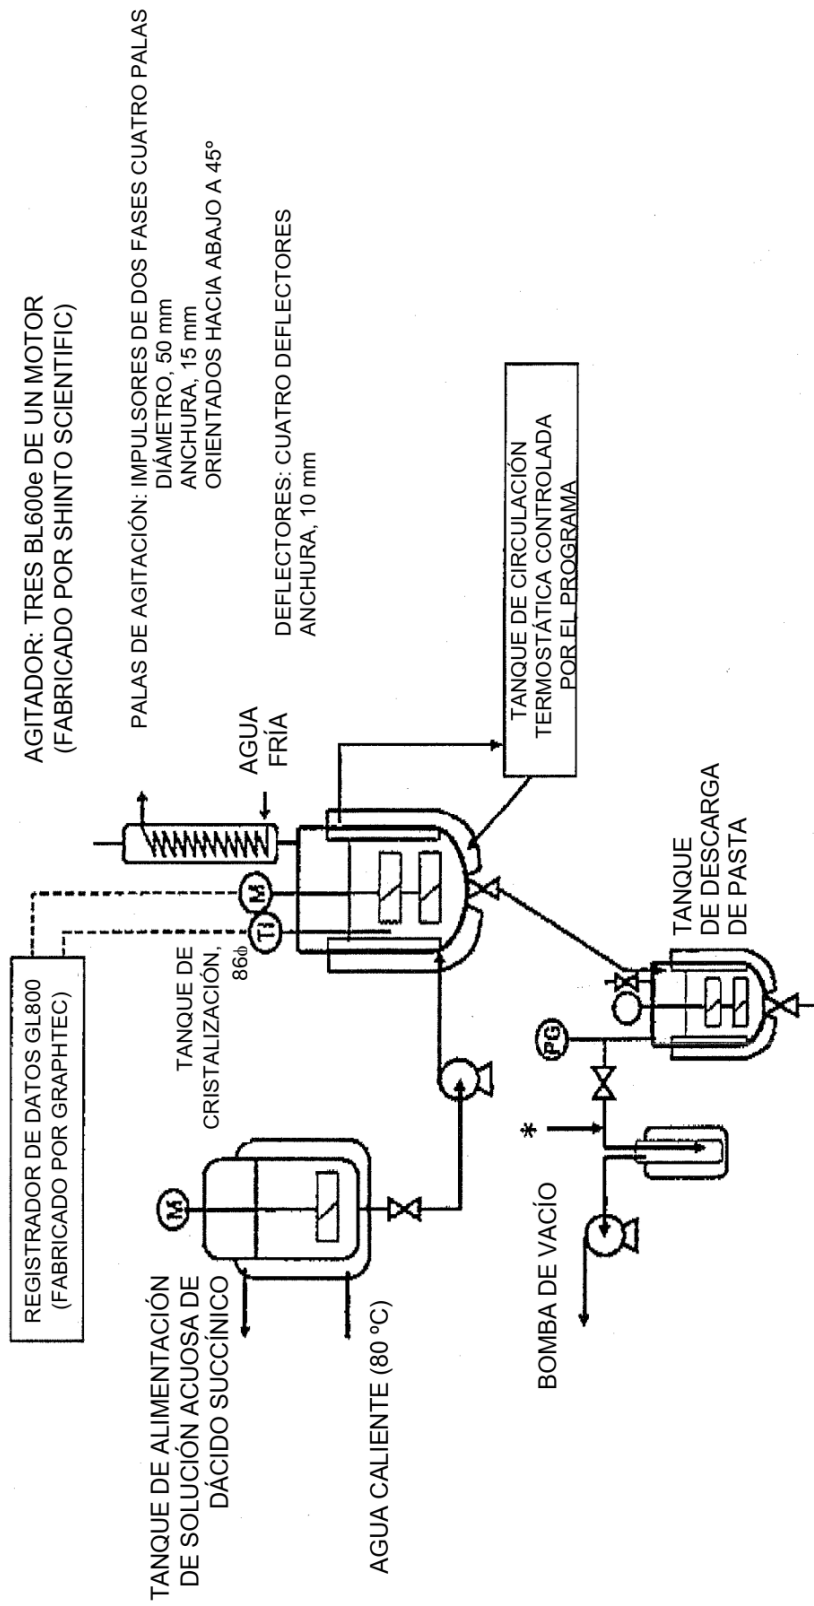 REGISTRADOR DE DATOS GL800
(FABRICADO POR GRAPHTEC)
AGITADOR: TRES BL600e DE UN MOTOR
(FABRICADO POR SHINTO SCIENTIFIC)
PALAS DE AGITACIÓN: IMPULSORES DE DOS FASES CUATRO PALAS
DIÁMETRO, 50 mm
ANCHURA, 15 mm
ORIENTADOS HACIA ABAJO A 45º
DEFLECTORES: CUATRO DEFLECTORES
ANCHURA, 10 mm
TANQUE DE ALIMENTACIÓN
DE SOLUCIÓN ACUOSA DE
DÁCIDO SUCCÍNICO
M
TANQUE DE
CRISTALIZACIÓN,
86ф
TI
M
AGUA
FRÍA
AGUA CALIENTE (80 ºC)
TANQUE DE CIRCULACIÓN
TERMOSTÁTICA CONTROLADA
POR EL PROGRAMA
BOMBA DE VACÍO
*
PG
TANQUE
DE DESCARGA
DE PASTA